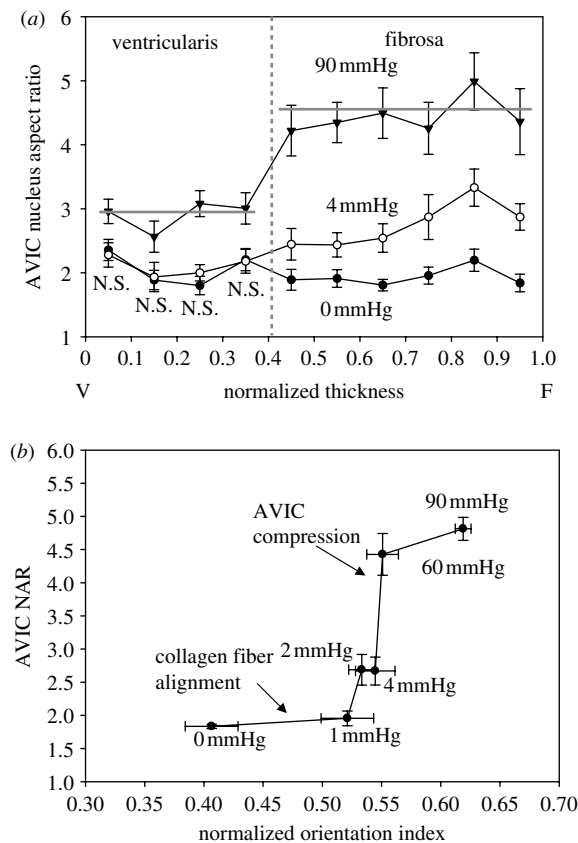 (a)
6
5
4
3
2
1
AVIC nucleus aspect ratio
ventricularis
fibrosa
90 mmHg
4 mmHg
0 mmHg
N.S.
N.S.
N.S.
N.S.
0 0.1 0.2 0.3 0.4 0.5 0.6 0.7 0.8 0.9 1.0
V normalized thickness F
(b)
6.0
5.5
5.0
4.5
4.0
3.5
3.0
2.5
2.0
1.5
1.0
AVIC NAR
90 mmHg
AVIC
compression
60 mmHg
2 mmHg
collagen fiber
alignment
4 mmHg
0 mmHg
1 mmHg
0.30 0.35 0.40 0.45 0.50 0.55 0.60 0.65 0.70
normalized orientation index